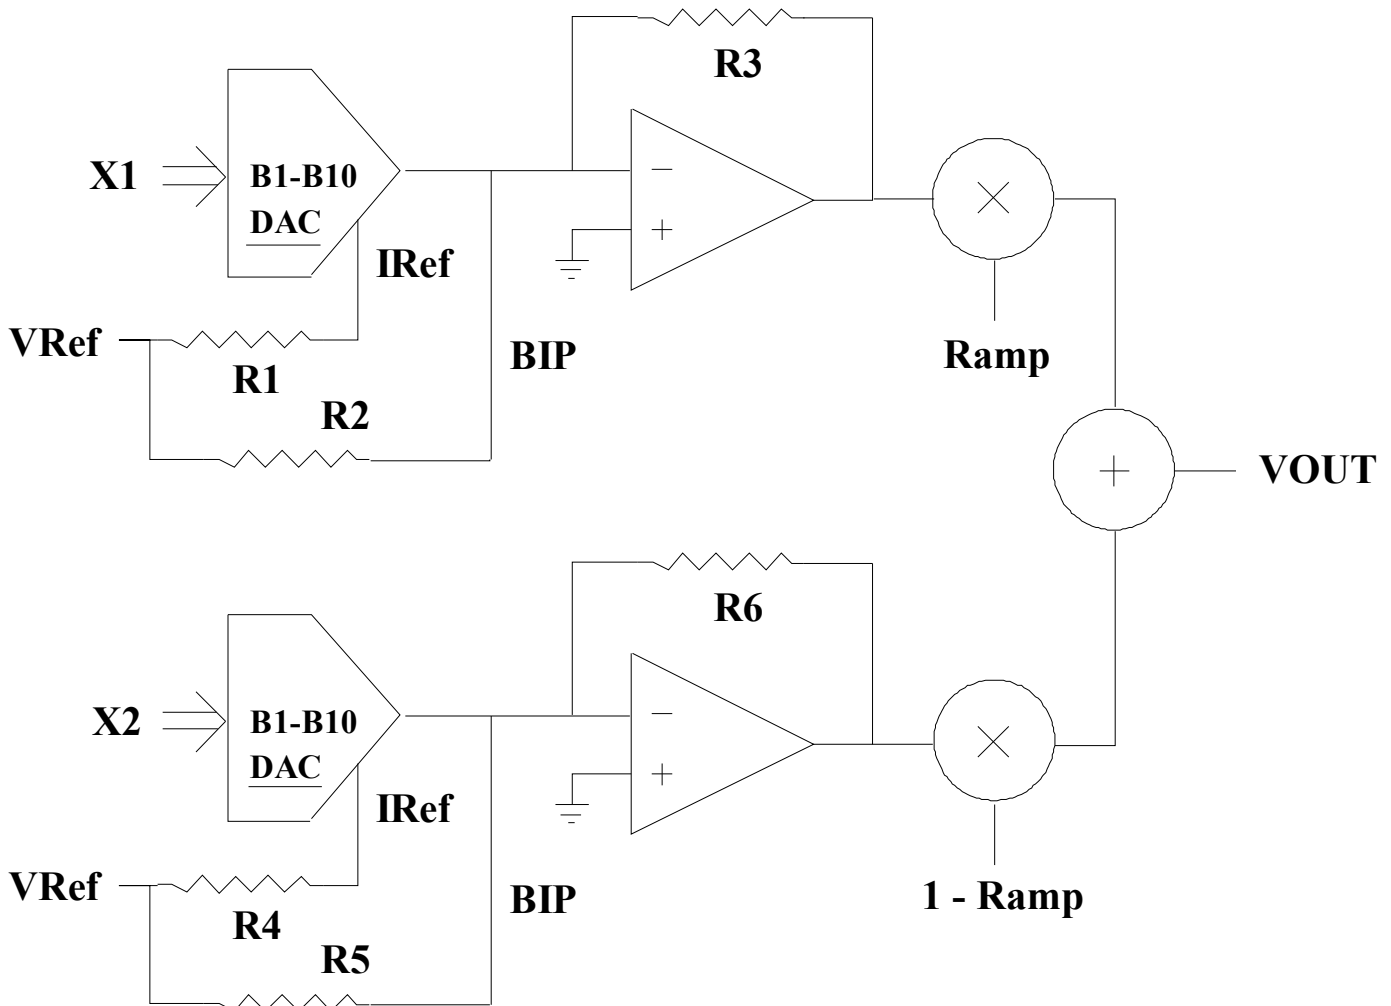 R3
X1
B1-B10
DAC
IRef
VRef
R1
BIP
Ramp
R2
VOUT
R6
X2
B1-B10
DAC
IRef
VRef
R4
BIP
1 - Ramp
R5